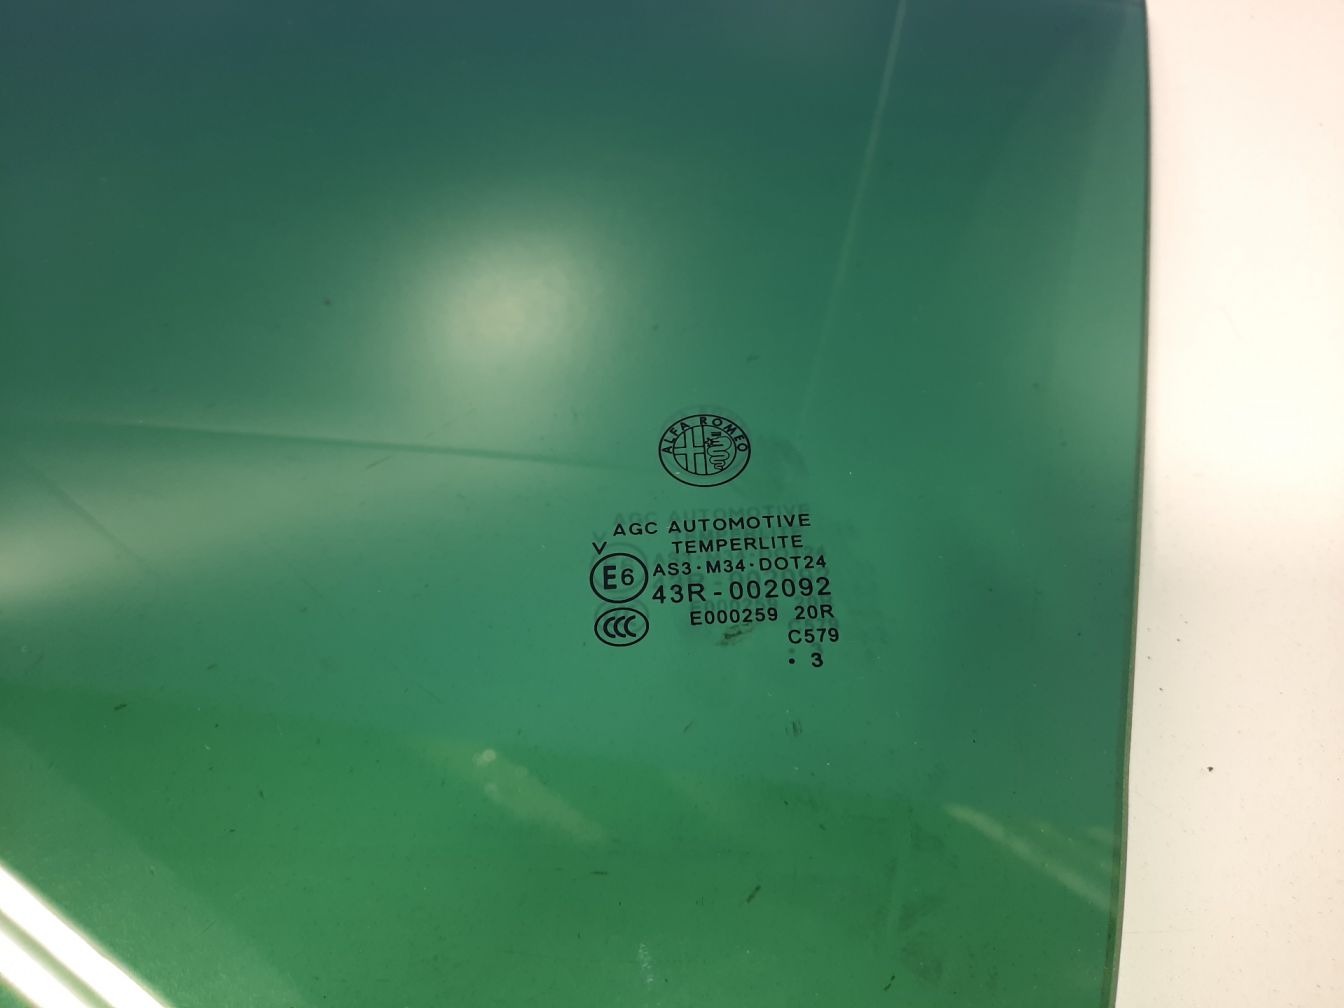 ALFA ROMEO
AGC AUTOMOTIVE
TEMPERLITE
AS3·M34·DOT24
E6
43R-002092
CCC
E000259 20R
C579
· 3